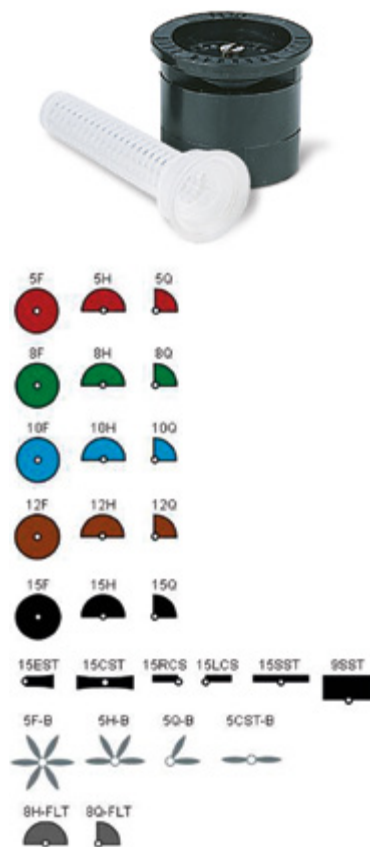 5F 5H 5Q
8F 8H 8Q
10F 10H 10Q
12F 12H 12Q
15F 15H 15Q
15EST 15CST 15RCS 15LCS 15SST 9SST
5F-B 5H-B 5Q-B 5CST-B
8H-FLT 8Q-FLT